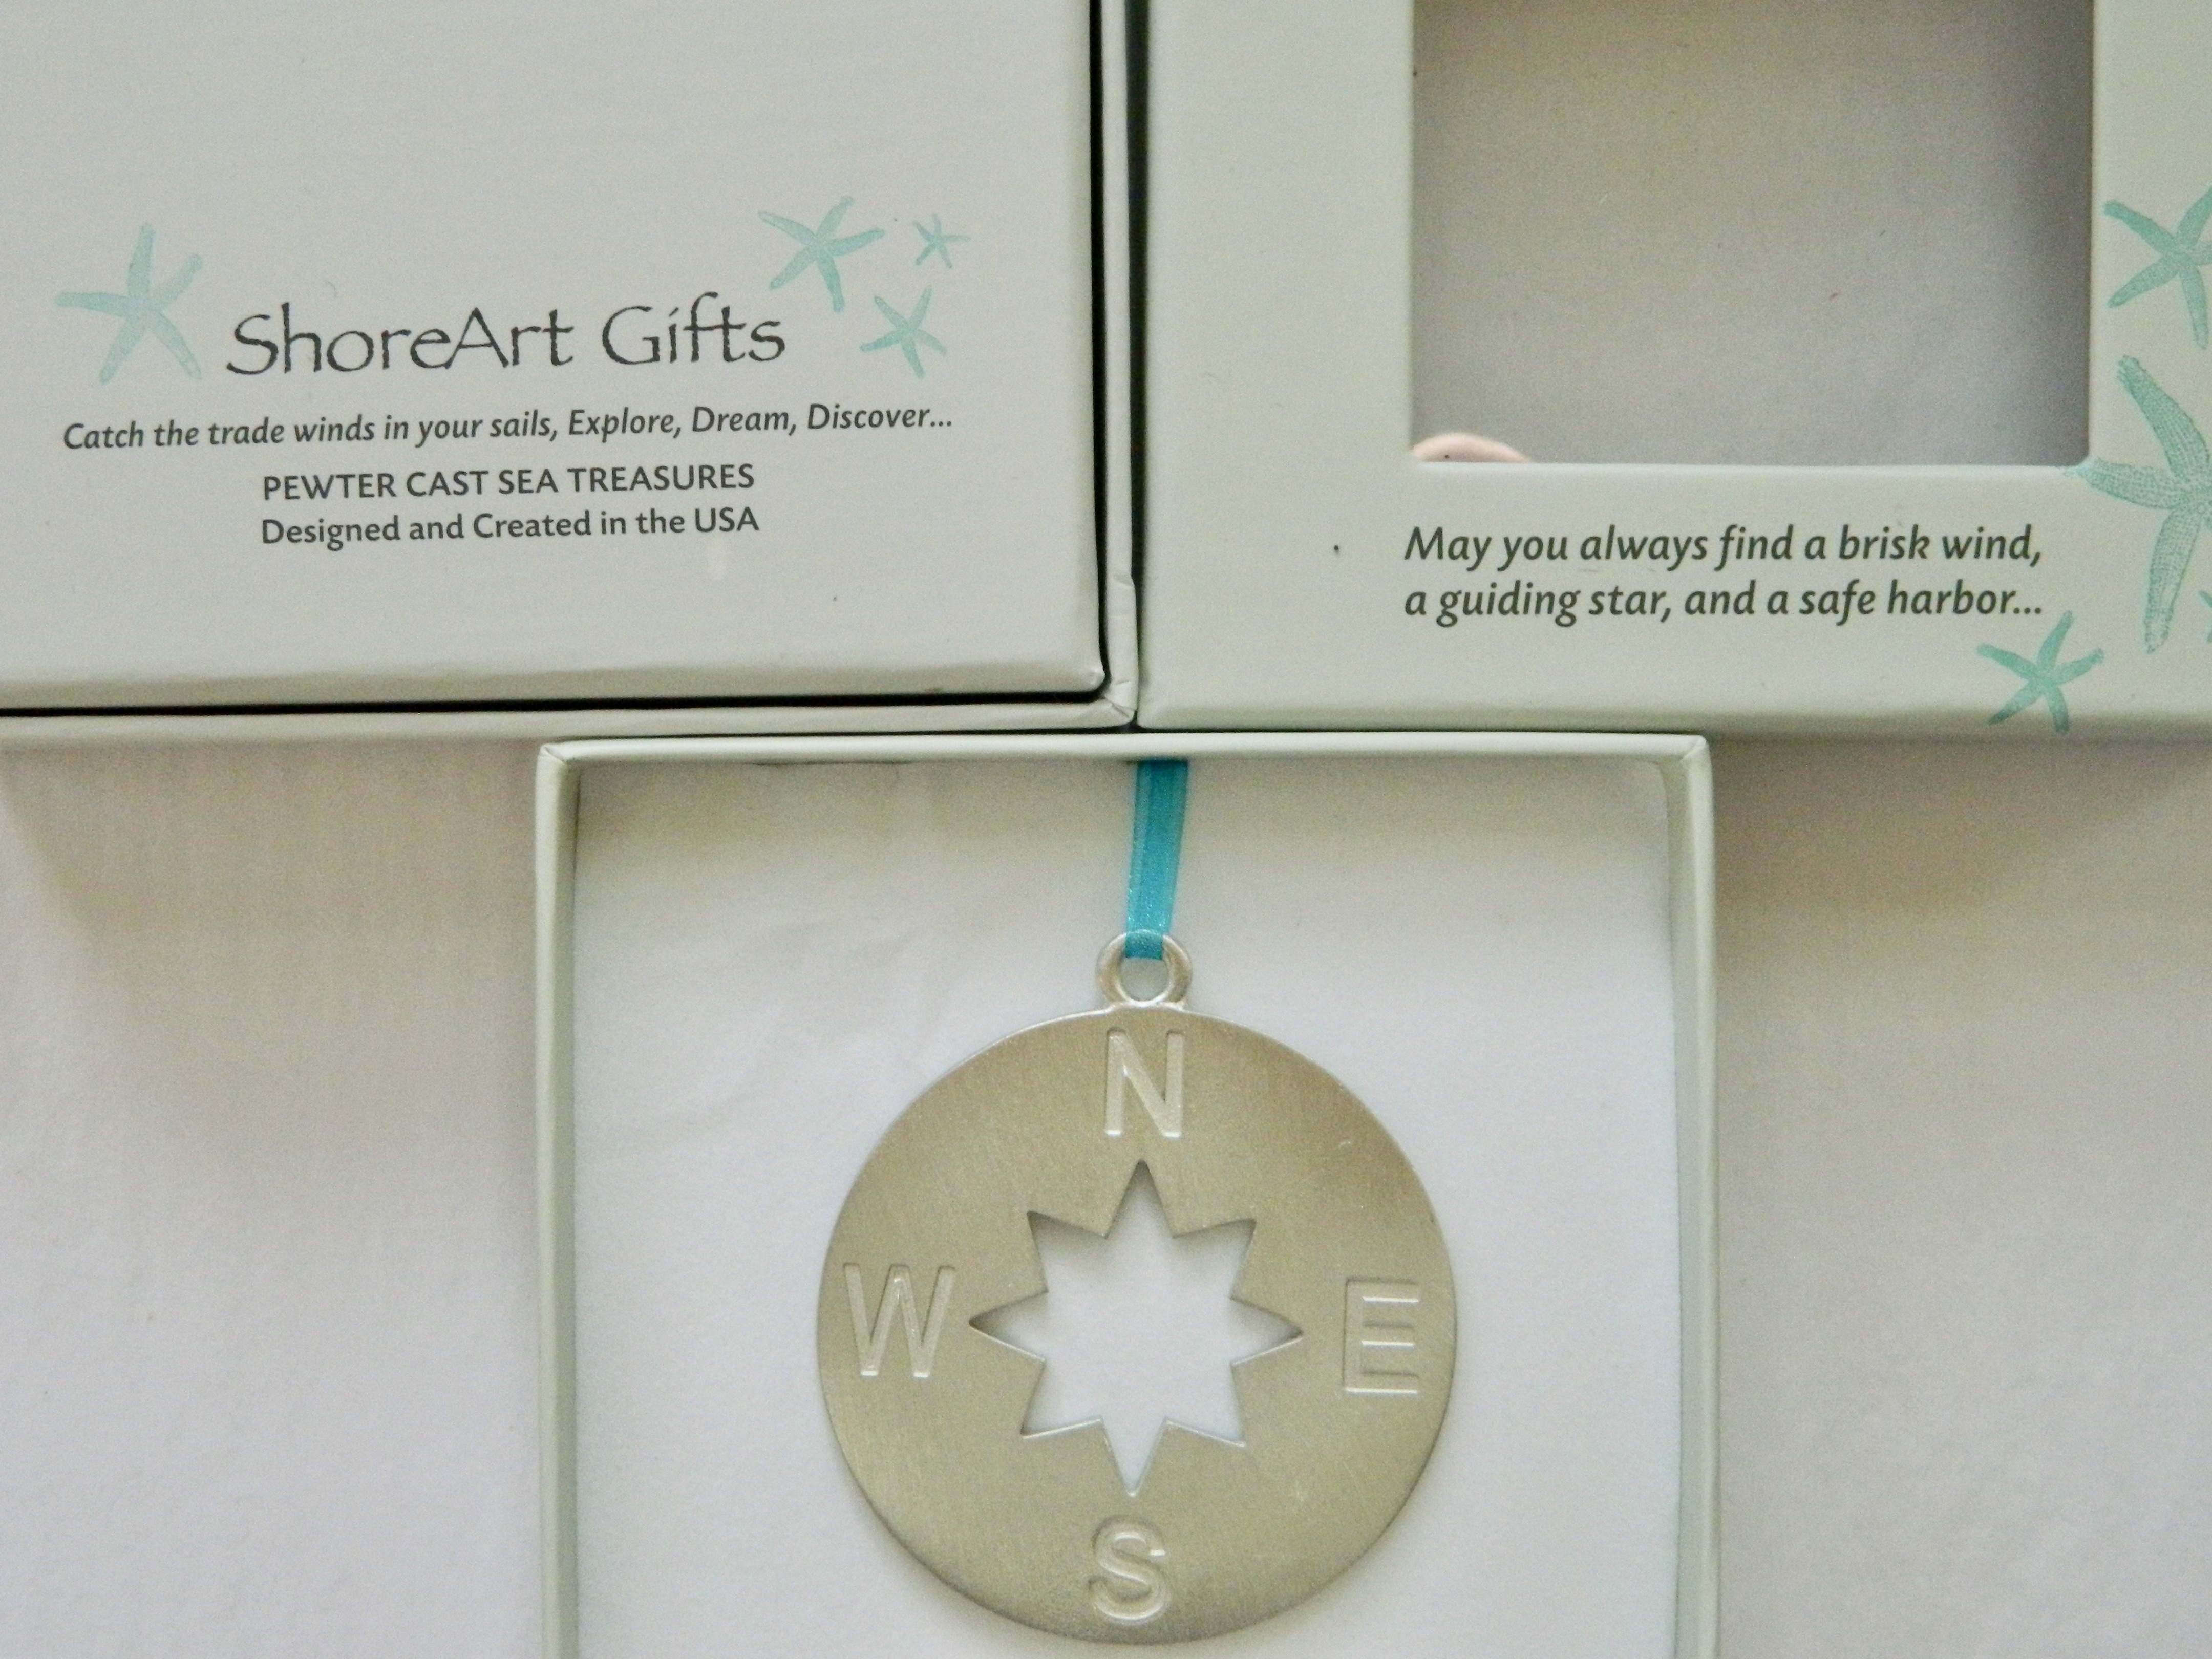 ShoreArt Gifts
Catch the trade winds in your sails, Explore, Dream, Discover...
PEWTER CAST SEA TREASURES
Designed and Created in the USA
May you always find a brisk wind,
a guiding star, and a safe harbor...
N
W E
S